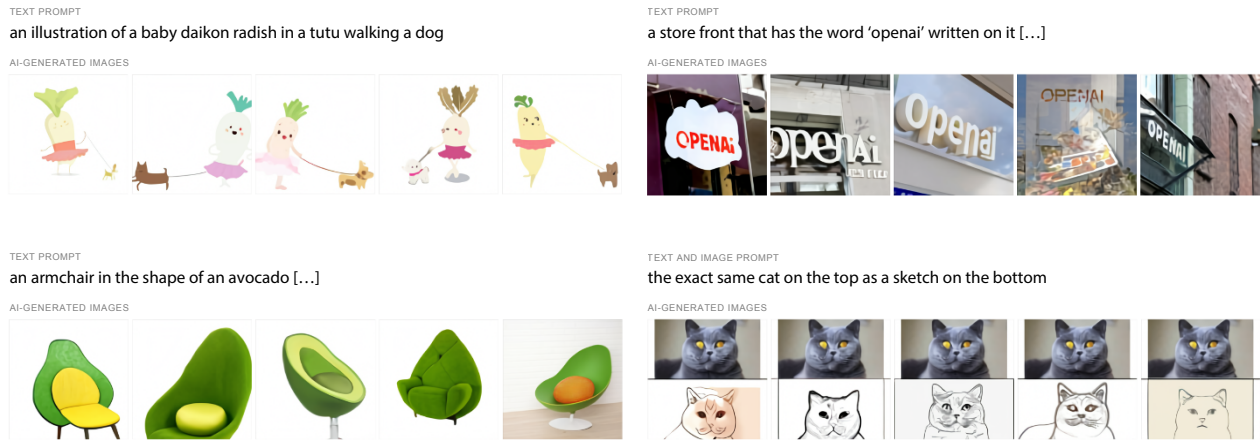 TEXT PROMPT
an illustration of a baby daikon radish in a tutu walking a dog
AI-GENERATED IMAGES
TEXT PROMPT
a store front that has the word ‘openai’ written on it […]
AI-GENERATED IMAGES
OPENAi
OpenAi
Openai
OPENAI
OPENAI
TEXT PROMPT
an armchair in the shape of an avocado […]
AI-GENERATED IMAGES
TEXT AND IMAGE PROMPT
the exact same cat on the top as a sketch on the bottom
AI-GENERATED IMAGES